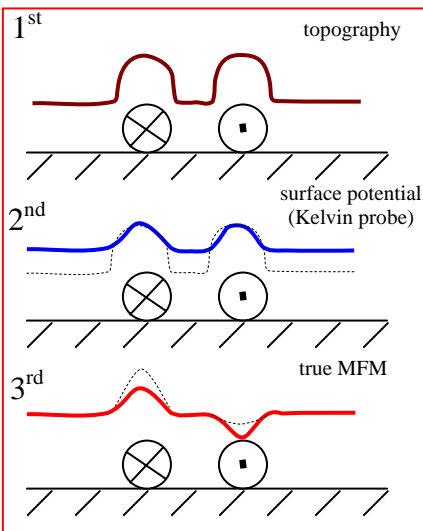 1st
topography
surface potential
(Kelvin probe)
2nd
true MFM
3rd